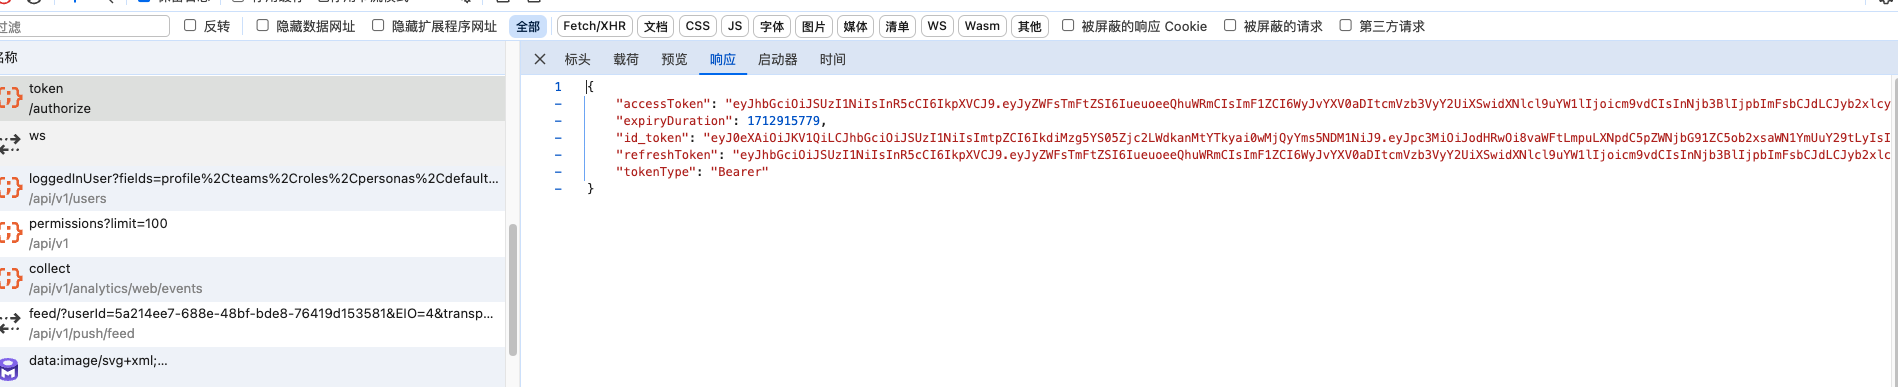 过滤
反转
隐藏数据网址
隐藏扩展程序网址
全部
Fetch/XHR
文档
CSS
JS
字体
图片
媒体
清单
WS
Wasm
其他
被屏蔽的响应 Cookie
被屏蔽的请求
第三方请求
名称
标头
载荷
预览
响应
启动器
时间
token
/authorize
ws
loggedInUser?fields=profile%2Cteams%2Croles%2Cpersonas%2Cdefault...
/api/v1/users
permissions?limit=100
/api/v1
collect
/api/v1/analytics/web/events
feed/?userId=5a214ee7-688e-48bf-bde8-76419d153581&EIO=4&transp...
/api/v1/push/feed
data:image/svg+xml;...
1 {
"accessToken": "eyJhbGciOiJSUzI1NiIsInR5cCI6IkpXVCJ9.eyJyZWFsTmFtZSI6IueuoeeQhuWRmCIsImF1ZCI6WyJvYXV0aDItcmVzb3VyY2UiXSwidXNlcl9uYW1lIjoicm9vdCIsInNjb3BlIjpbImFsbCJdLCJyb2xlcy
"expiryDuration": 1712915779,
"id_token": "eyJ0eXAiOiJKV1QiLCJhbGciOiJSUzI1NiIsImtpZCI6IkdiMzg5YS05Zjc2LWdkanMtYTkyai0wMjQyYms5NDM1NiJ9.eyJpc3MiOiJodHRwOi8vaWFtLmpuLXNpdC5pZWNjbG91ZC5ob2xsaWN1YmUuY29tLyIsI
"refreshToken": "eyJhbGciOiJSUzI1NiIsInR5cCI6IkpXVCJ9.eyJyZWFsTmFtZSI6IueuoeeQhuWRmCIsImF1ZCI6WyJvYXV0aDItcmVzb3VyY2UiXSwidXNlcl9uYW1lIjoicm9vdCIsInNjb3BlIjpbImFsbCJdLCJyb2xlc
"tokenType": "Bearer"
}